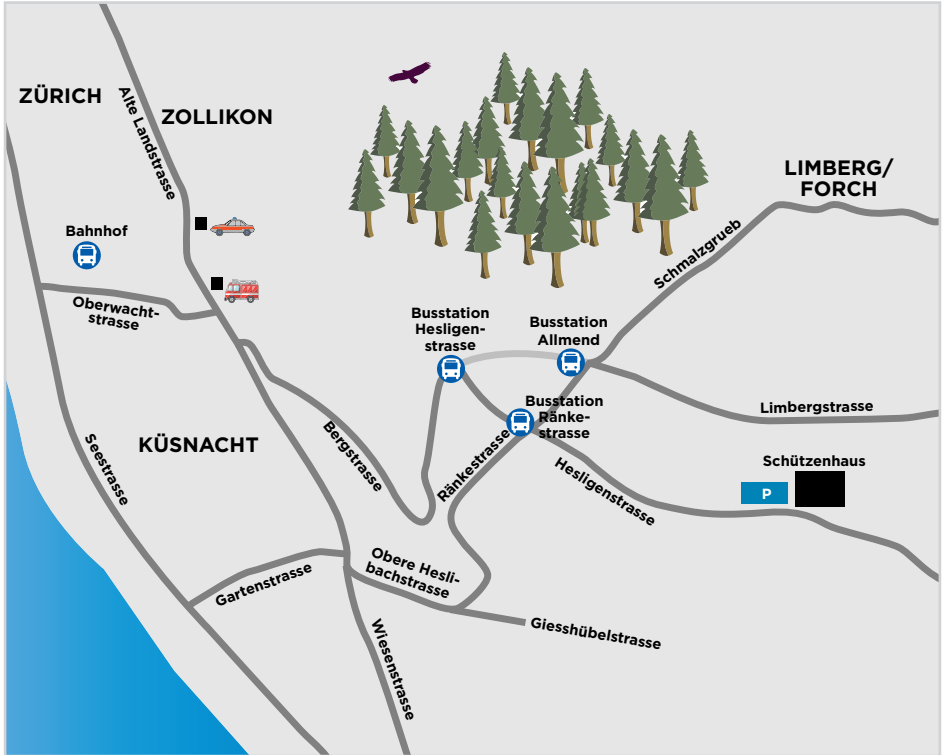 ZÜRICH
Alte Landstrasse
ZOLLIKON
LIMBERG/
FORCH
Bahnhof
Schmalzgrueb
Oberwacht-
strasse
Busstation
Hesligen-
strasse
Busstation
Allmend
Busstation
Ränke-
strasse
Limbergstrasse
KÜSNACHT
Seestrasse
Bergstrasse
Ränkestrasse
Hesligenstrasse
Schützenhaus
P
Gartenstrasse
Obere Hesli-
bachstrasse
Giesshübelstrasse
Wiesenstrasse